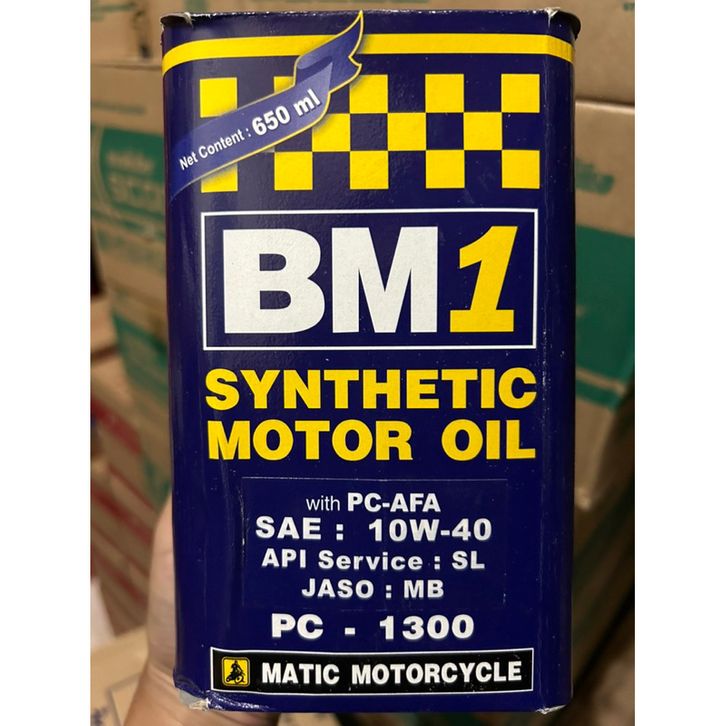 Net Content : 650 ml
BM1
SYNTHETIC
MOTOR OIL
with PC-AFA
SAE : 10W-40
API Service : SL
JASO : MB
PC - 1300
MATIC MOTORCYCLE